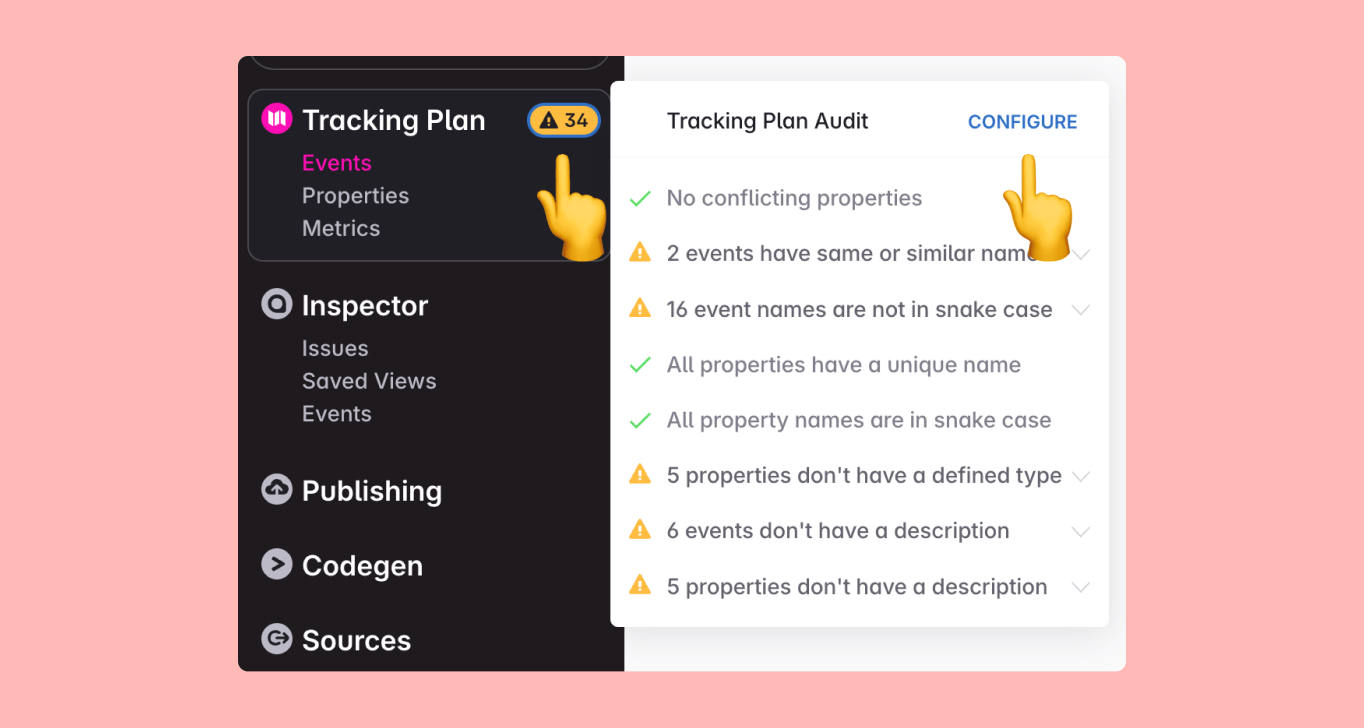 Tracking Plan
34
Events
Properties
Metrics
Inspector
Issues
Saved Views
Events
Publishing
Codegen
Sources
Tracking Plan Audit
CONFIGURE
No conflicting properties
2 events have same or similar name
16 event names are not in snake case
All properties have a unique name
All property names are in snake case
5 properties don't have a defined type
6 events don't have a description
5 properties don't have a description